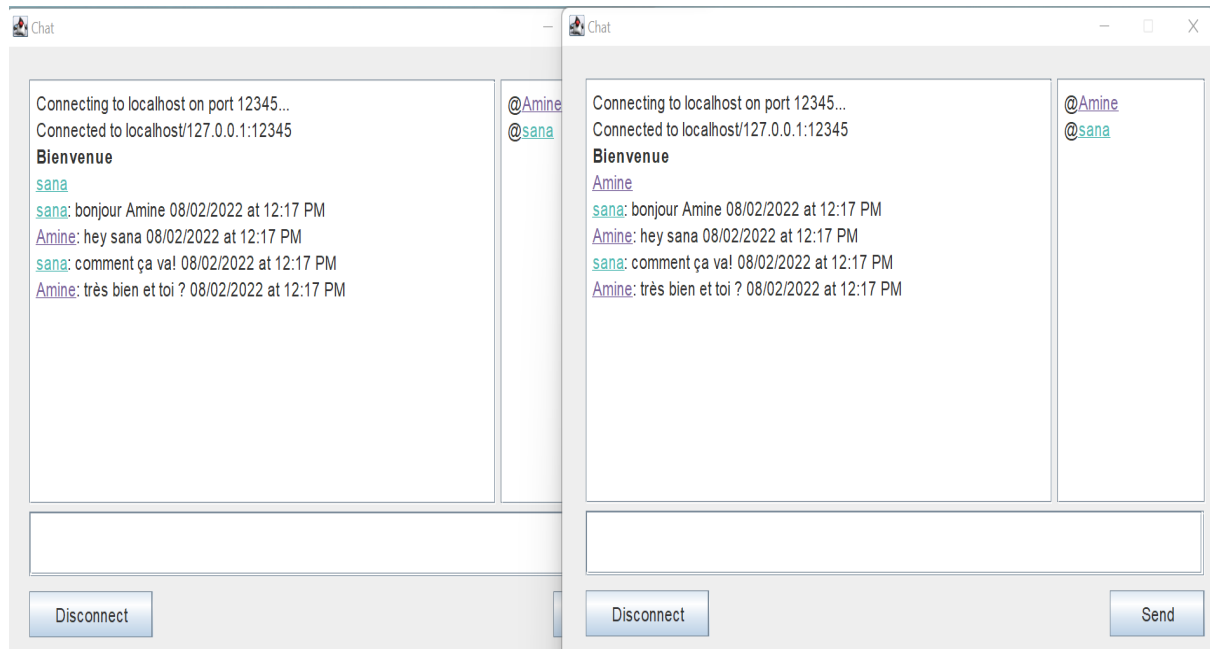 Chat
Connecting to localhost on port 12345...
Connected to localhost/127.0.0.1:12345
Bienvenue
sana
sana: bonjour Amine 08/02/2022 at 12:17 PM
Amine: hey sana 08/02/2022 at 12:17 PM
sana: comment ça va! 08/02/2022 at 12:17 PM
Amine: très bien et toi ? 08/02/2022 at 12:17 PM
@Amine
@sana
Disconnect
Chat
Connecting to localhost on port 12345...
Connected to localhost/127.0.0.1:12345
Bienvenue
Amine
sana: bonjour Amine 08/02/2022 at 12:17 PM
Amine: hey sana 08/02/2022 at 12:17 PM
sana: comment ça va! 08/02/2022 at 12:17 PM
Amine: très bien et toi ? 08/02/2022 at 12:17 PM
@Amine
@sana
Disconnect
Send